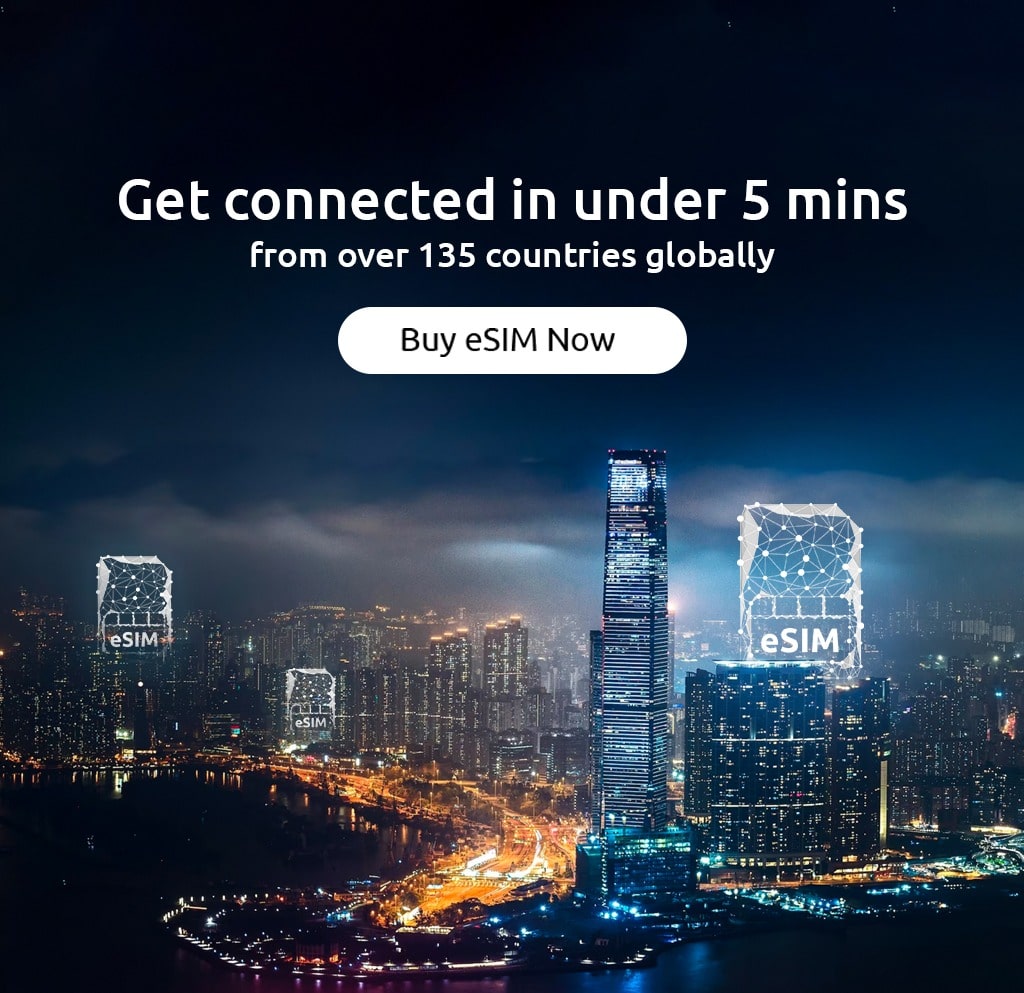 Get connected in under 5 mins
from over 135 countries globally
Buy eSIM Now
eSIM
eSIM
eSIM